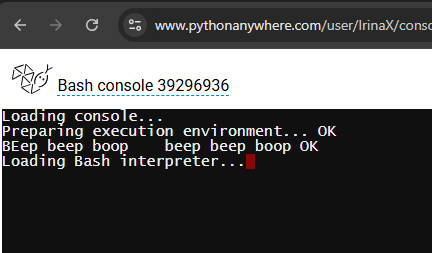 www.pythonanywhere.com/user/IrinaX/conso
Bash console 39296936
Loading console...
Preparing execution environment... OK
BEep beep boop    beep beep boop OK
Loading Bash interpreter...